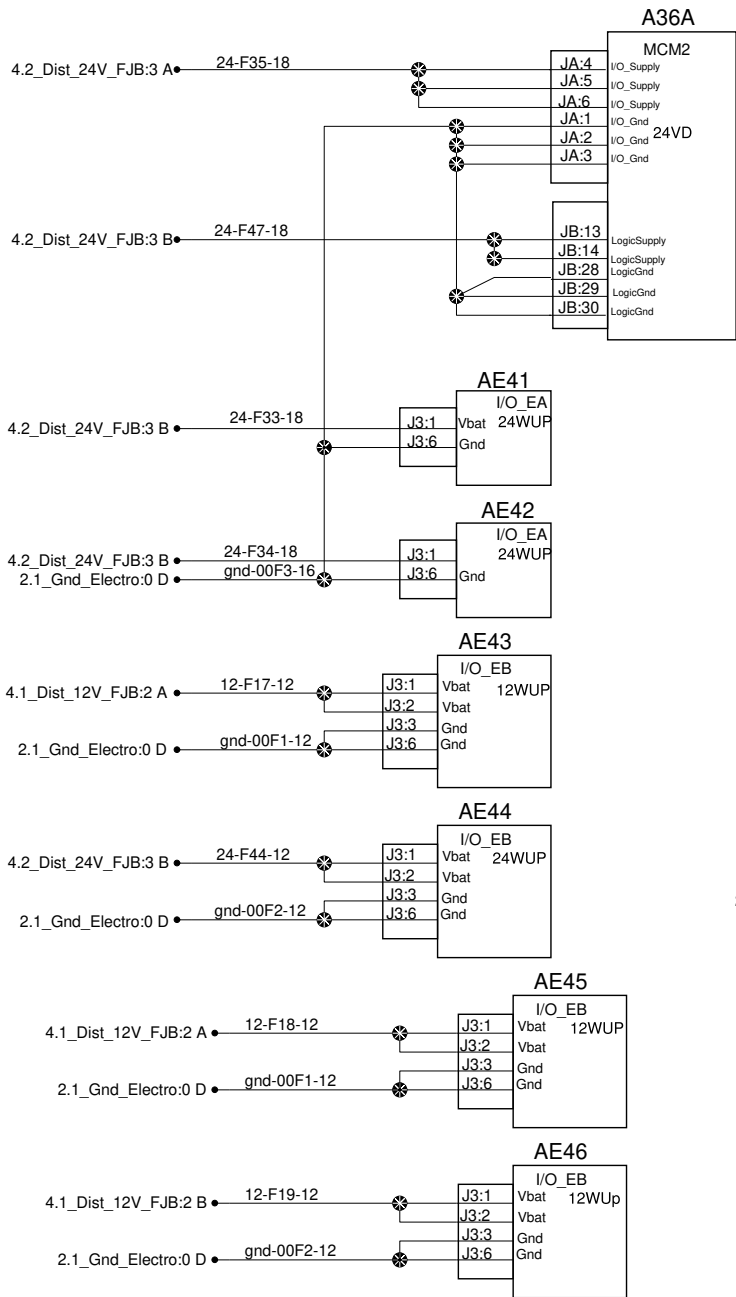 A36A
MCM2
4.2_Dist_24V_FJB:3 A
24-F35-18
JA:4 I/O_Supply
JA:5 I/O_Supply
JA:6 I/O_Supply
JA:1 I/O_Gnd
24VD
JA:2 I/O_Gnd
JA:3 I/O_Gnd
4.2_Dist_24V_FJB:3 B
24-F47-18
JB:13 LogicSupply
JB:14 LogicSupply
JB:28 LogicGnd
JB:29 LogicGnd
JB:30 LogicGnd
AE41
I/O_EA
4.2_Dist_24V_FJB:3 B
24-F33-18
J3:1 Vbat 24WUP
J3:6 Gnd
AE42
I/O_EA
24WUP
4.2_Dist_24V_FJB:3 B
24-F34-18
J3:1
2.1_Gnd_Electro:0 D
gnd-00F3-16
J3:6 Gnd
AE43
I/O_EB
4.1_Dist_12V_FJB:2 A
12-F17-12
J3:1 Vbat 12WUP
J3:2 Vbat
J3:3 Gnd
2.1_Gnd_Electro:0 D
gnd-00F1-12
J3:6 Gnd
AE44
I/O_EB
4.2_Dist_24V_FJB:3 B
24-F44-12
J3:1 Vbat 24WUP
J3:2 Vbat
J3:3 Gnd
2.1_Gnd_Electro:0 D
gnd-00F2-12
J3:6 Gnd
AE45
I/O_EB
4.1_Dist_12V_FJB:2 A
12-F18-12
J3:1 Vbat 12WUP
J3:2 Vbat
J3:3 Gnd
2.1_Gnd_Electro:0 D
gnd-00F1-12
J3:6 Gnd
AE46
I/O_EB
4.1_Dist_12V_FJB:2 B
12-F19-12
J3:1 Vbat 12WUp
J3:2 Vbat
J3:3 Gnd
2.1_Gnd_Electro:0 D
gnd-00F2-12
J3:6 Gnd